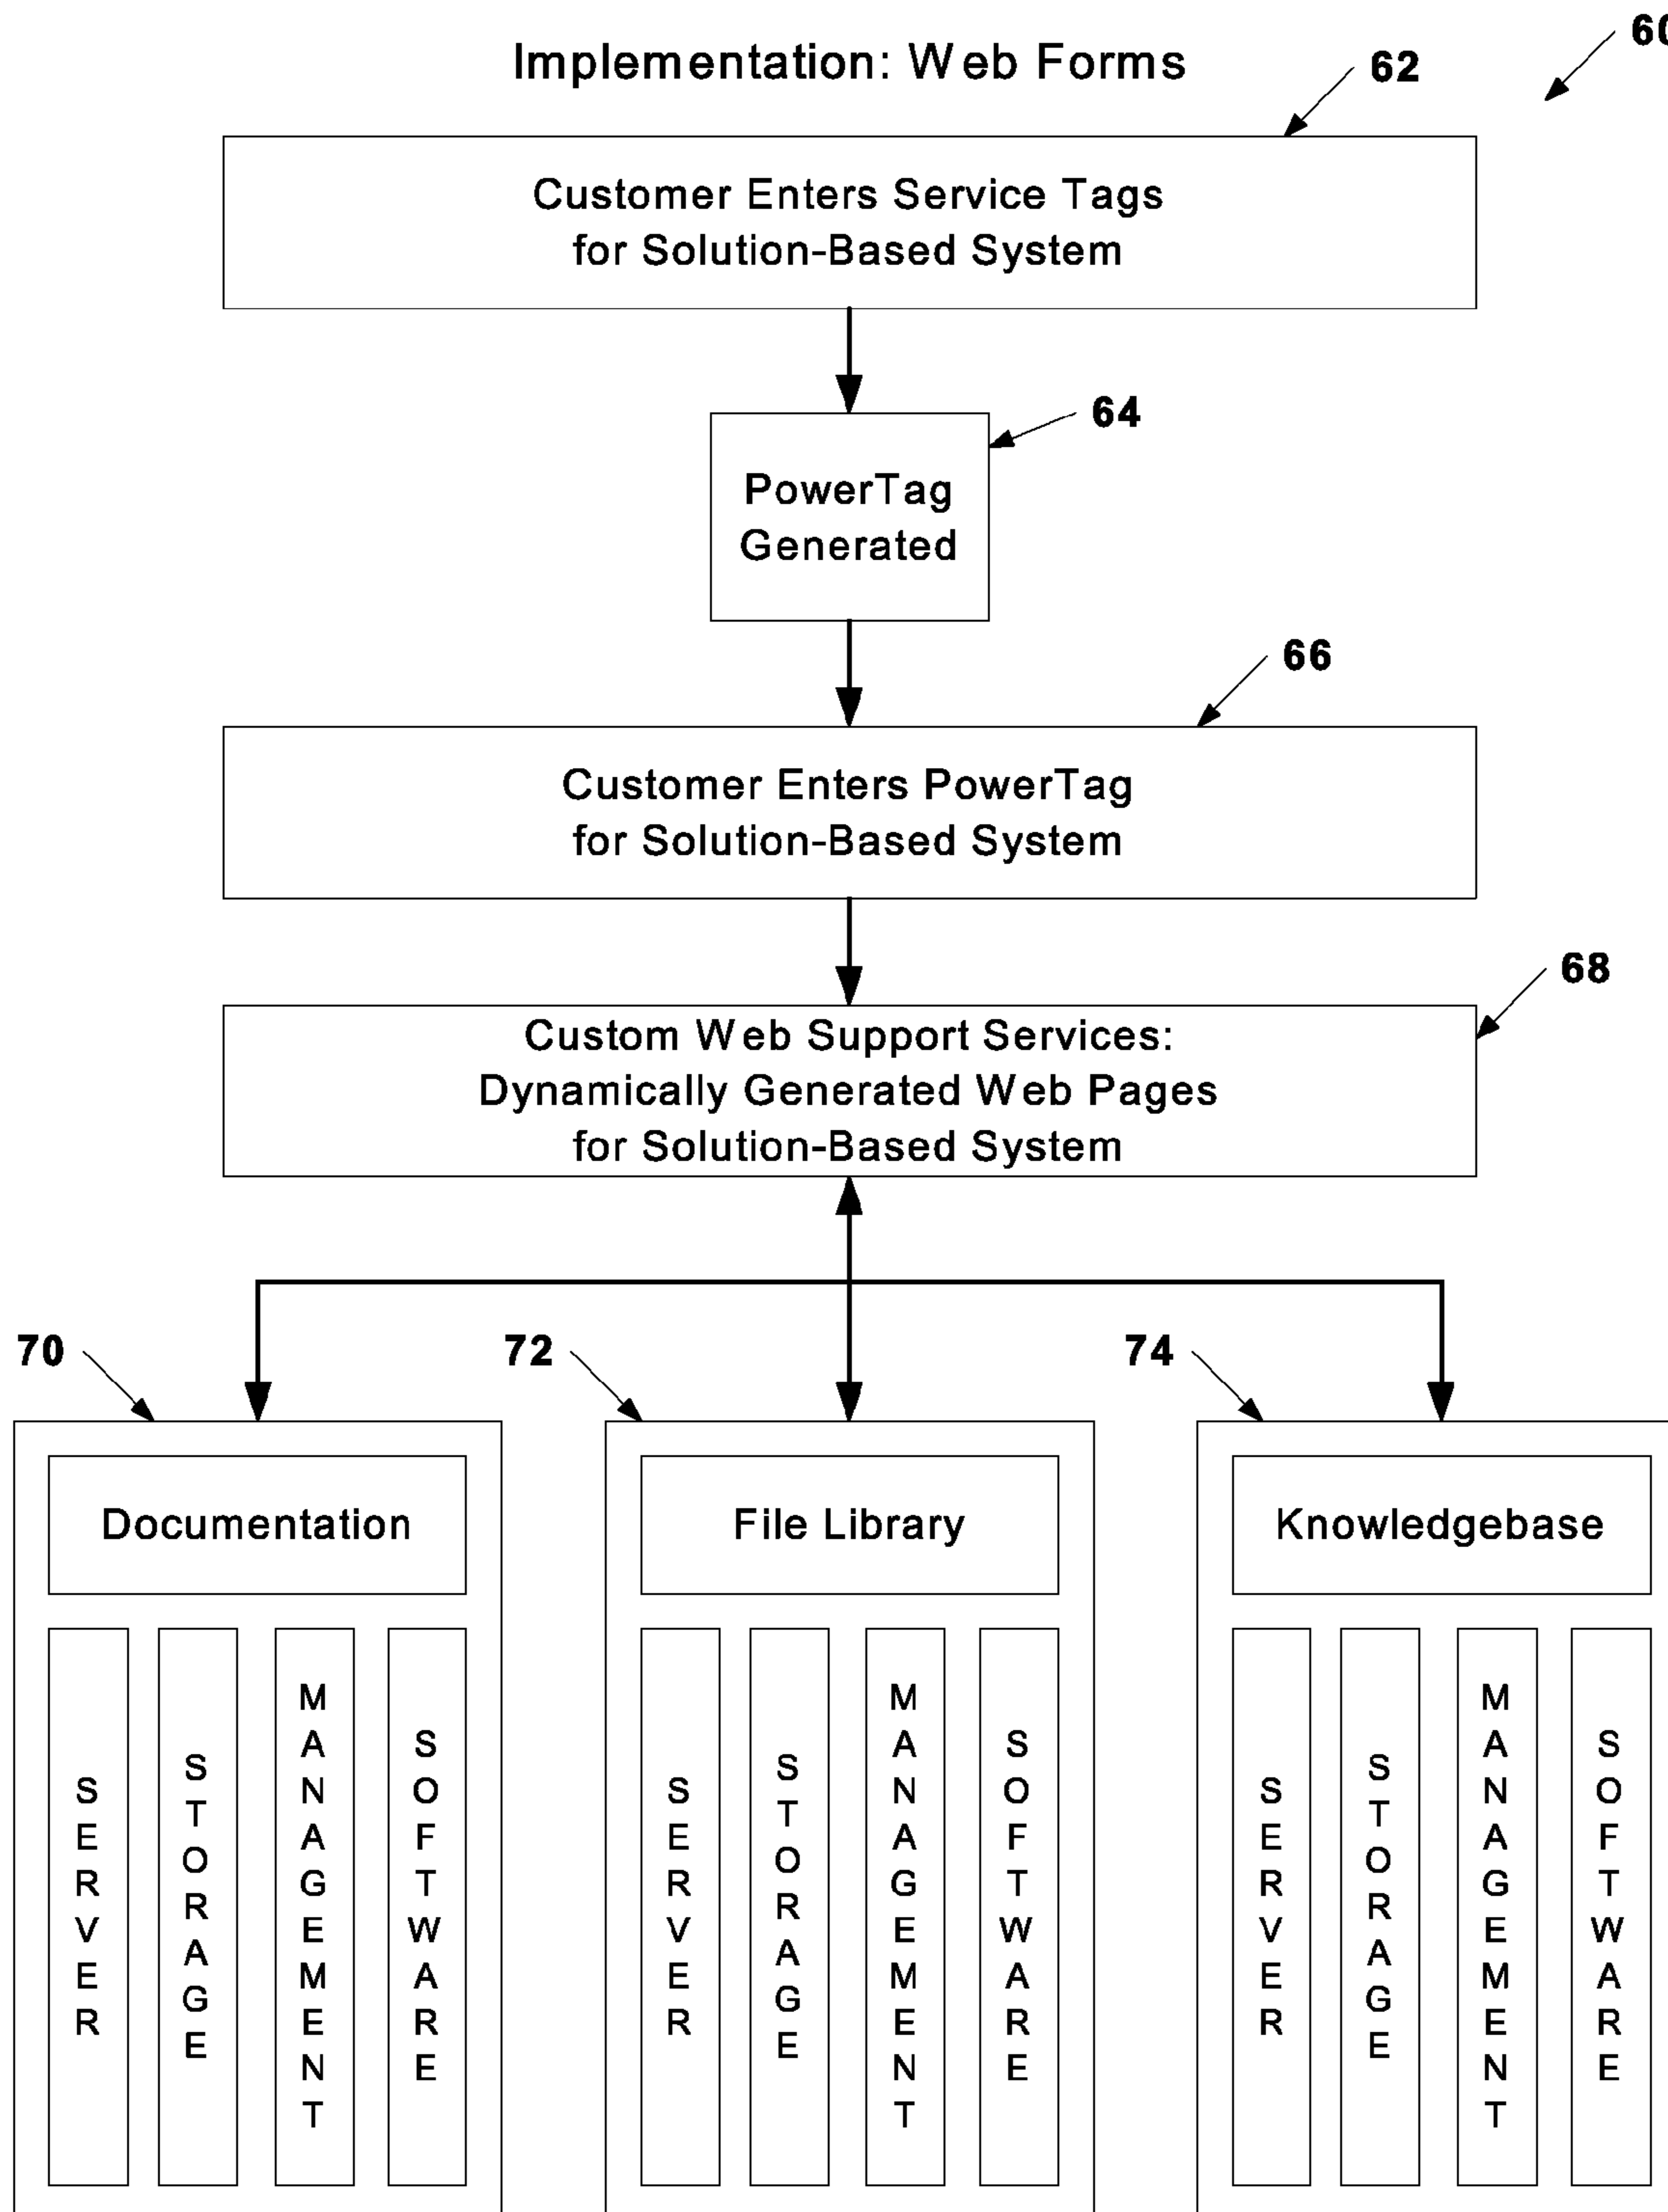 60
Implementation: Web Forms
62
Customer Enters Service Tags
for Solution-Based System
64
PowerTag
Generated
66
Customer Enters PowerTag
for Solution-Based System
68
Custom Web Support Services:
Dynamically Generated Web Pages
for Solution-Based System
70
72
74
Documentation
File Library
Knowledgebase
SERVER
STORAGE
MANAGEMENT
SOFTWARE
SERVER
STORAGE
MANAGEMENT
SOFTWARE
SERVER
STORAGE
MANAGEMENT
SOFTWARE